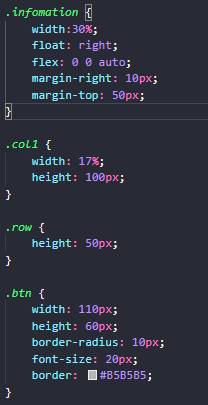 .infomation {
width:30%;
float: right;
flex: 0 0 auto;
margin-right: 10px;
margin-top: 50px;
}
.col1 {
width: 17%;
height: 100px;
}
.row {
height: 50px;
}
.btn {
width: 110px;
height: 60px;
border-radius: 10px;
font-size: 20px;
border: #B5B5B5;
}